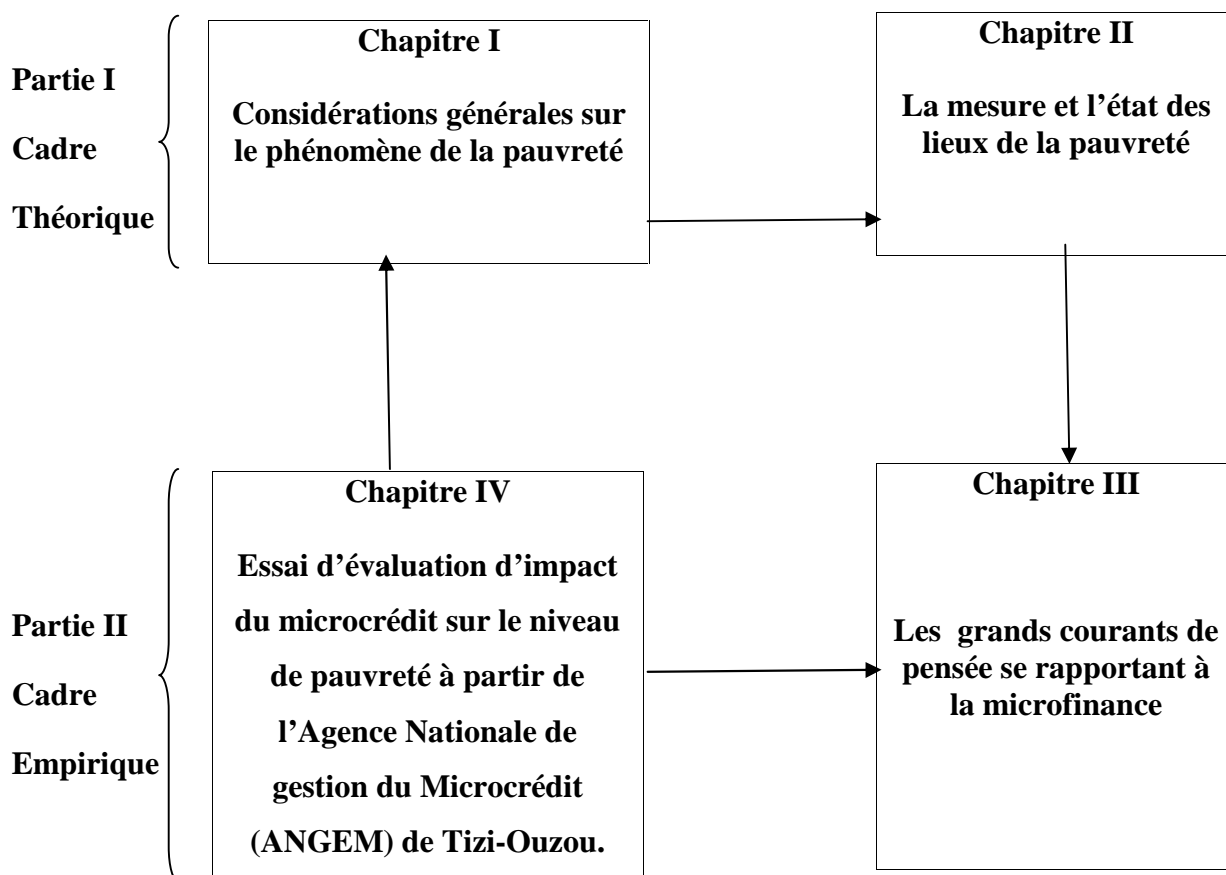 Partie I
Cadre
Théorique
Chapitre I
Considérations générales sur
le phénomène de la pauvreté
Chapitre II
La mesure et l’état des
lieux de la pauvreté
Partie II
Cadre
Empirique
Chapitre IV
Essai d’évaluation d’impact
du microcrédit sur le niveau
de pauvreté à partir de
l’Agence Nationale de
gestion du Microcrédit
(ANGEM) de Tizi-Ouzou.
Chapitre III
Les grands courants de
pensée se rapportant à
la microfinance